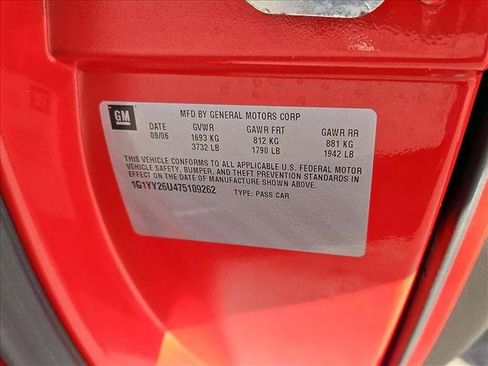 GM
MFD BY GENERAL MOTORS CORP
DATE GVWR GAWR FRT GAWR RR
09/06 1693 KG 812 KG 881 KG
3732 LB 1790 LB 1942 LB
THIS VEHICLE CONFORMS TO ALL APPLICABLE U.S. FEDERAL MOTOR
VEHICLE SAFETY, BUMPER, AND THEFT PREVENTION STANDARDS IN
EFFECT ON THE DATE OF MANUFACTURE SHOWN ABOVE.
1G1YY26U475109262 TYPE: PASS CAR